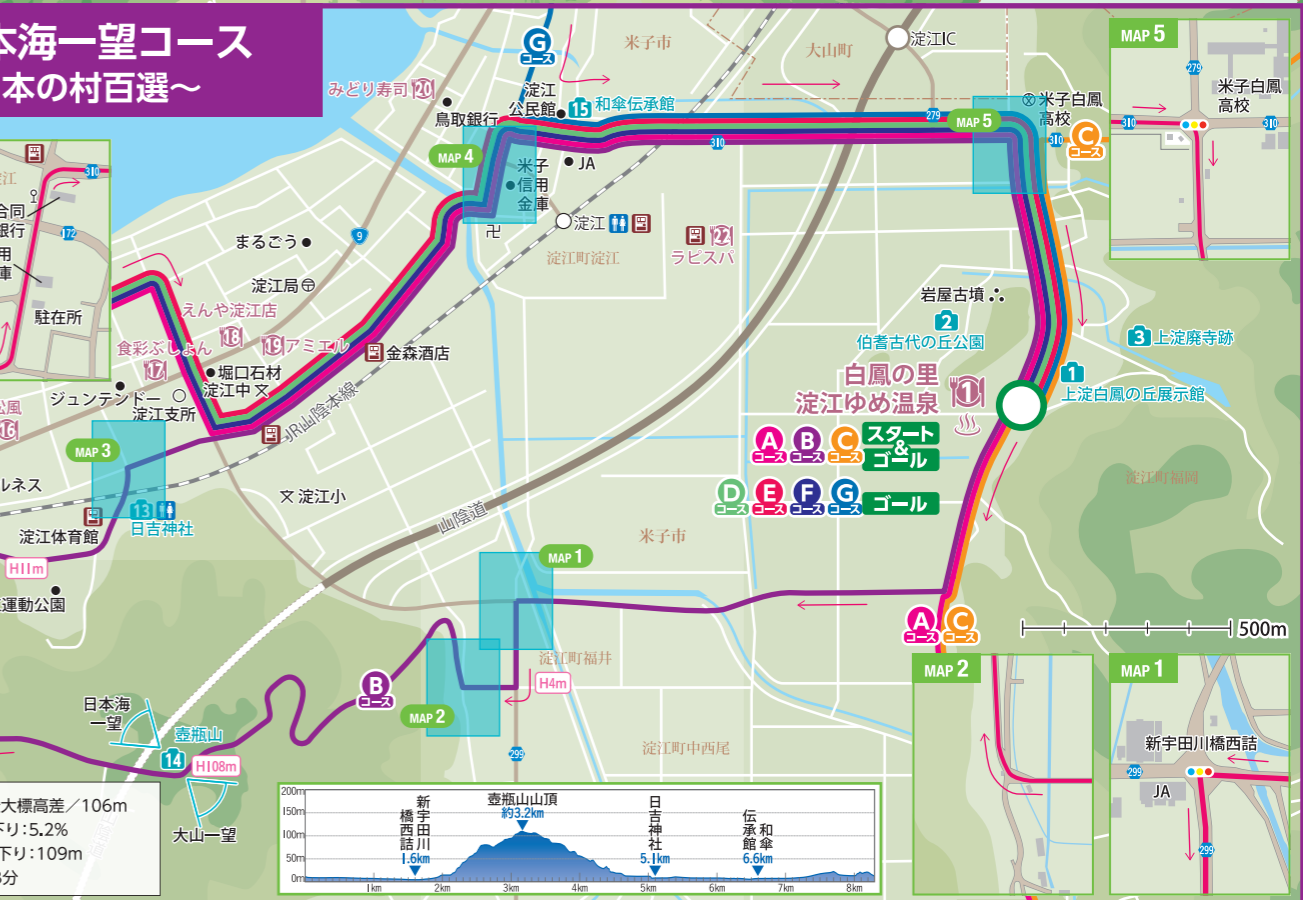 本海一望コース
本の村百選～
G
コース
米子市
大山町
淀江IC
MAP 5
279
米子白鳳
高校
310
310
みどり寿司
20
鳥取銀行
淀江
公民館
15
和傘伝承館
279
MAP 5
米子白鳳
高校
310
C
コース
MAP 4
310
米子
信用
金庫
JA
卍
淀江
27
ラピスパ
淀江町淀江
江
310
合同
銀行
172
用
庫
駐在所
まるごう
9
淀江局
えんや淀江店
18
食彩ぶしょん
17
19
アミエル
金森酒店
堀口石材
淀江中
ジュンテンドー
淀江支所
松風
16
JR山陰本線
MAP 3
ルネス
13
日吉神社
淀江体育館
淀江小
H11m
運動公園
岩屋古墳
2
伯耆古代の丘公園
3
上淀廃寺跡
1
上淀白鳳の丘展示館
白鳳の里
淀江ゆめ温泉
1
A
コース
B
コース
C
コース
スタート
&
ゴール
D
コース
E
コース
F
コース
G
コース
ゴール
淀江町福岡
山陰道
米子市
MAP 1
A
コース
C
コース
500m
淀江町福井
H4m
B
コース
MAP 2
299
淀江町中西尾
日本海
一望
壺瓶山
14
H108m
大山一望
MAP 2
MAP 1
新宇田川橋西詰
299
JA
299
大標高差／106m
下り：5.2%
下り：109m
分
200m
150m
100m
50m
0m
新宇田川
橋西詰
1.6km
壺瓶山山頂
約3.2km
日吉神社
5.1km
和傘
伝承館
6.6km
1km
2km
3km
4km
5km
6km
7km
8km